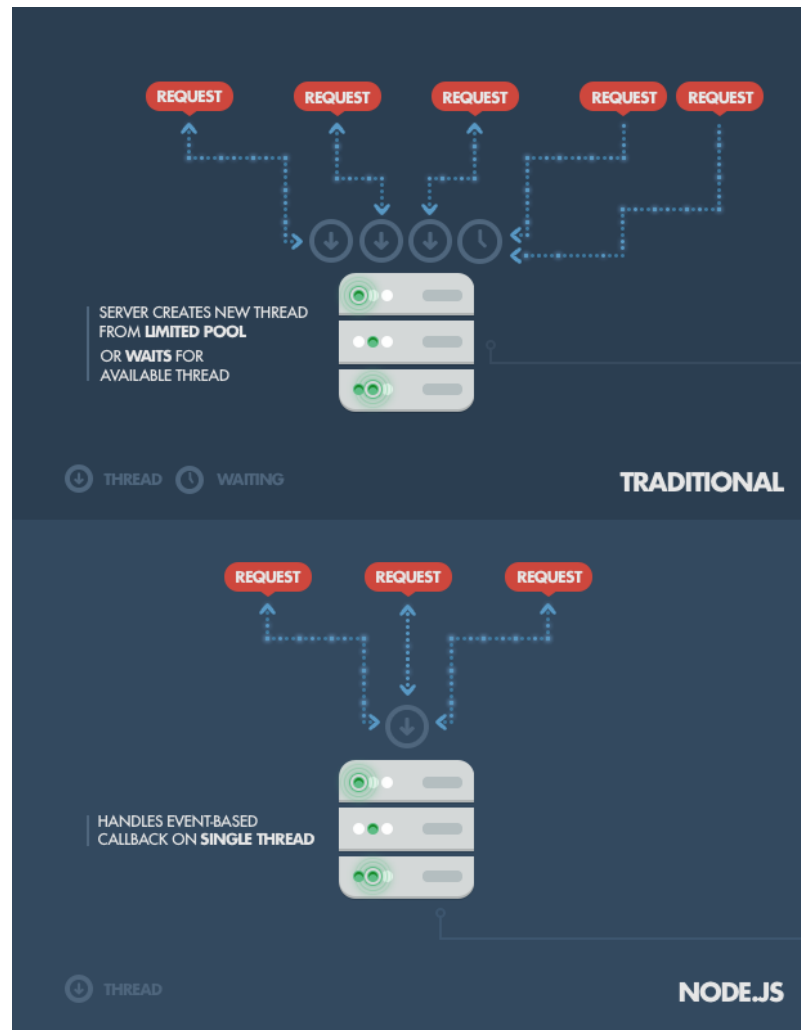 REQUEST REQUEST REQUEST REQUEST REQUEST
SERVER CREATES NEW THREAD
FROM LIMITED POOL
OR WAITS FOR
AVAILABLE THREAD
THREAD WAITING
TRADITIONAL
REQUEST REQUEST REQUEST
HANDLES EVENT-BASED
CALLBACK ON SINGLE THREAD
THREAD
NODE.JS